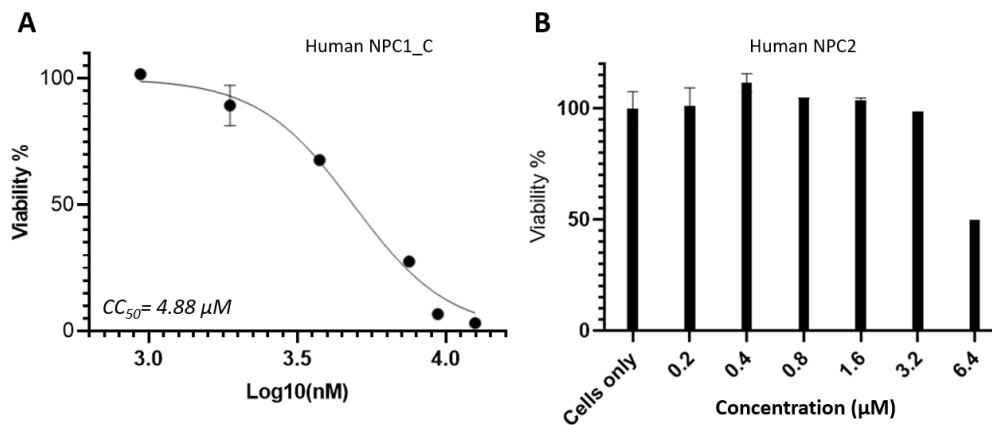 A
Human NPC1_C
Viability %
100
50
0
CC50= 4.88 µM
3.0
3.5
4.0
Log10(nM)
B
Human NPC2
Viability %
100
50
0
Cells only
0.2
0.4
0.8
1.6
3.2
6.4
Concentration (µM)